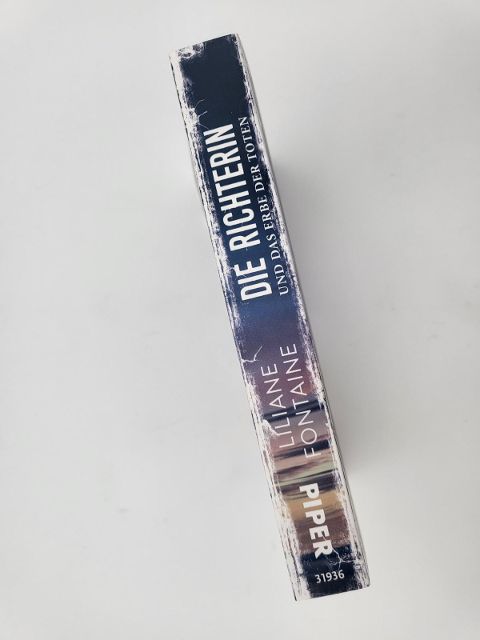 DIE RICHTERIN
UND DAS ERBE DER TOTEN
LILIANE
FONTAINE
PIPER
31936